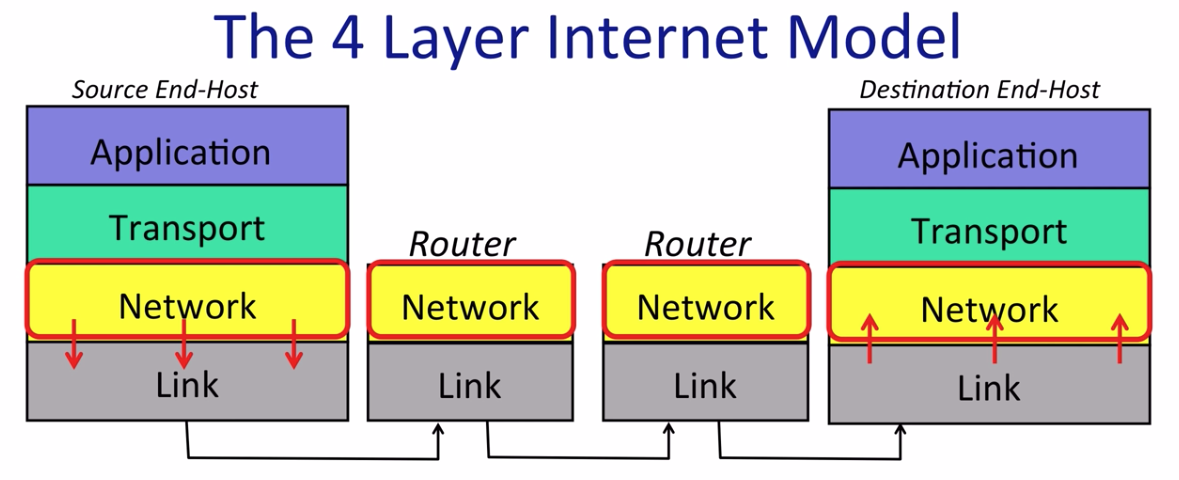 The 4 Layer Internet Model
Source End-Host
Destination End-Host
Application
Application
Transport
Transport
Router
Router
Network
Network
Network
Network
Link
Link
Link
Link